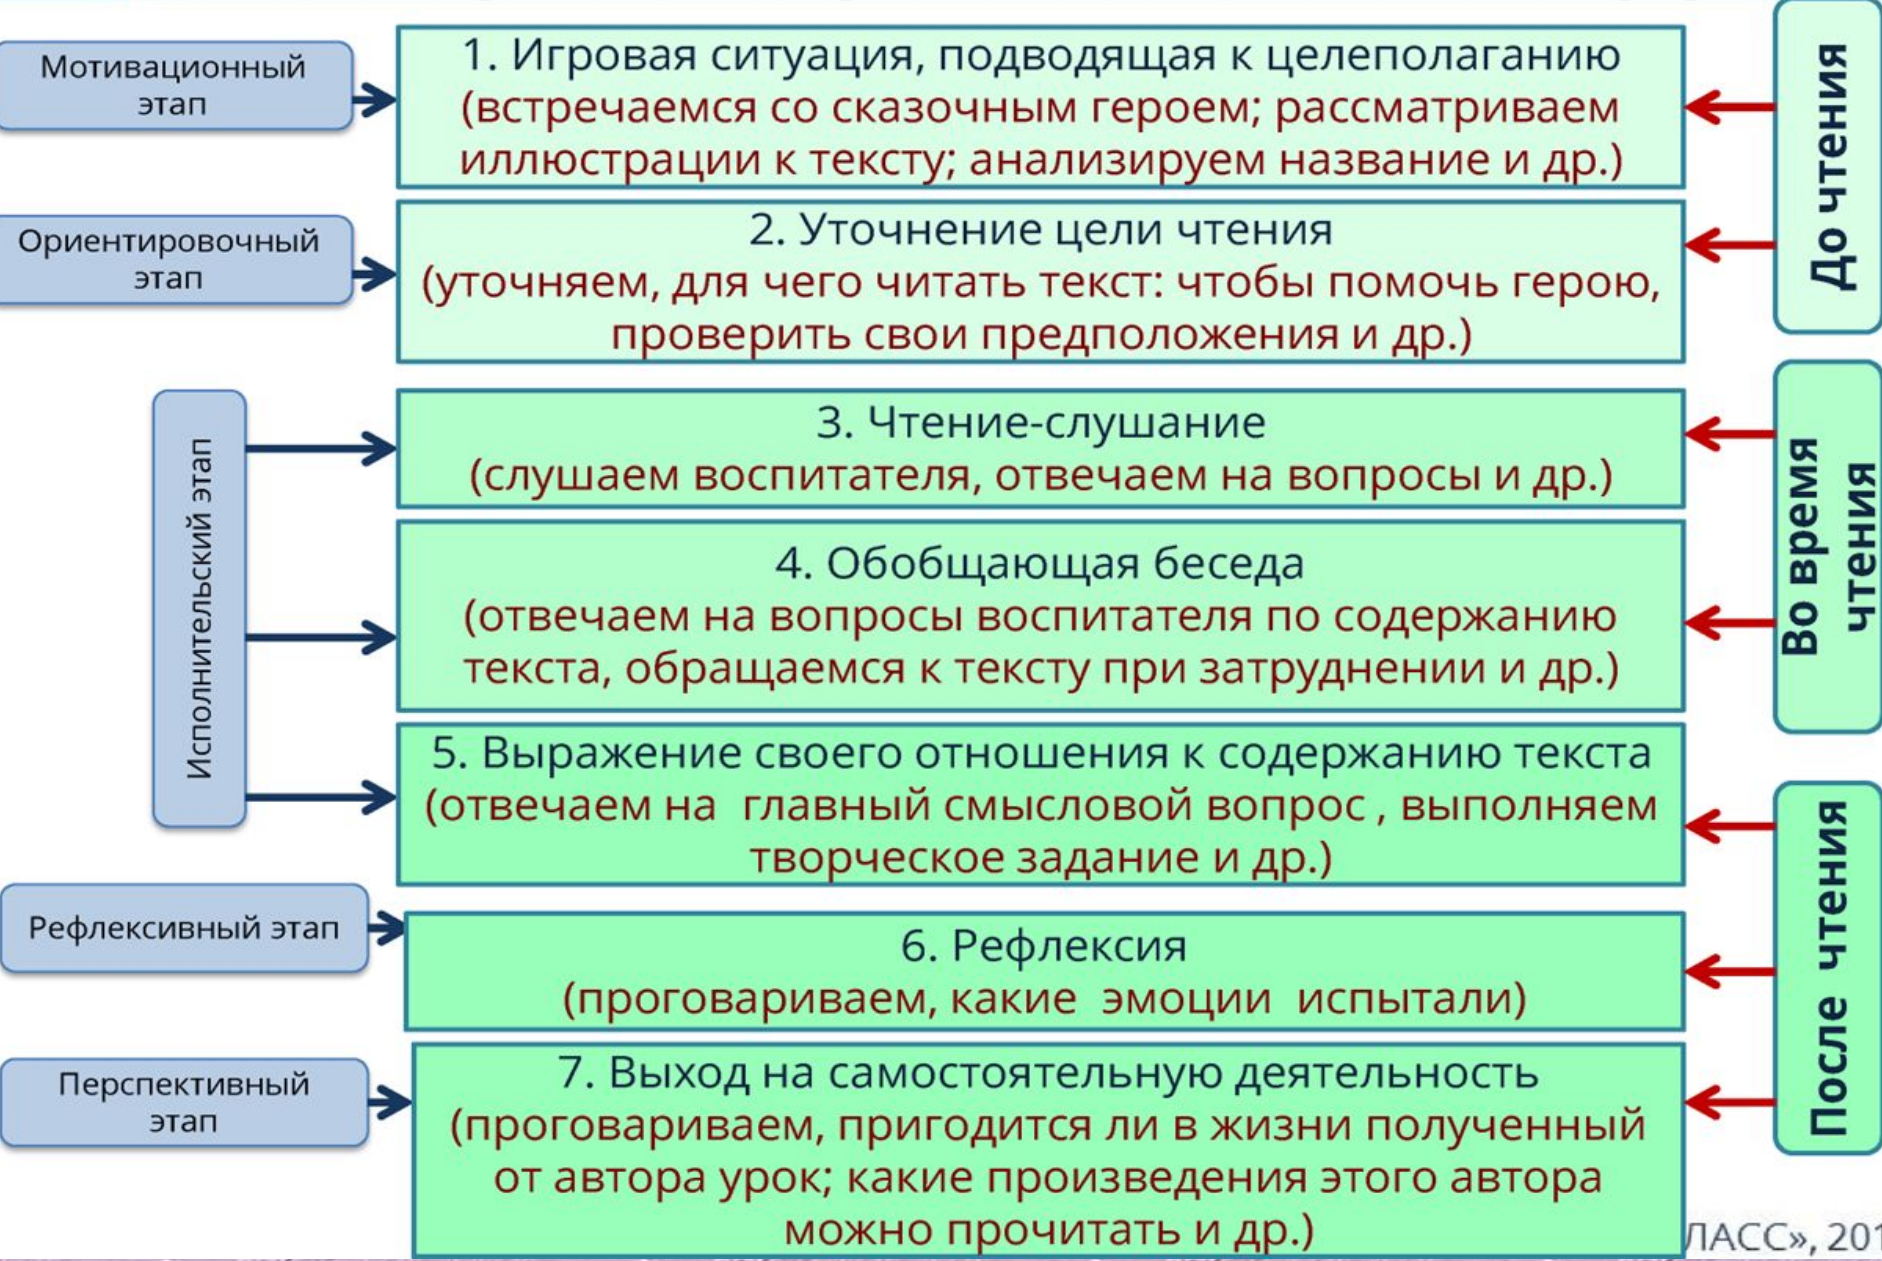 Мотивационный
этап
1. Игровая ситуация, подводящая к целеполаганию
(встречаемся со сказочным героем; рассматриваем
иллюстрации к тексту; анализируем название и др.)
До чтения
Ориентировочный
этап
2. Уточнение цели чтения
(уточняем, для чего читать текст: чтобы помочь герою,
проверить свои предположения и др.)
Исполнительский этап
3. Чтение-слушание
(слушаем воспитателя, отвечаем на вопросы и др.)
Во время
чтения
4. Обобщающая беседа
(отвечаем на вопросы воспитателя по содержанию
текста, обращаемся к тексту при затруднении и др.)
5. Выражение своего отношения к содержанию текста
(отвечаем на главный смысловой вопрос , выполняем
творческое задание и др.)
После чтения
Рефлексивный этап
6. Рефлексия
(проговариваем, какие эмоции испытали)
Перспективный
этап
7. Выход на самостоятельную деятельность
(проговариваем, пригодится ли в жизни полученный
от автора урок; какие произведения этого автора
можно прочитать и др.)
ЛАСС», 201